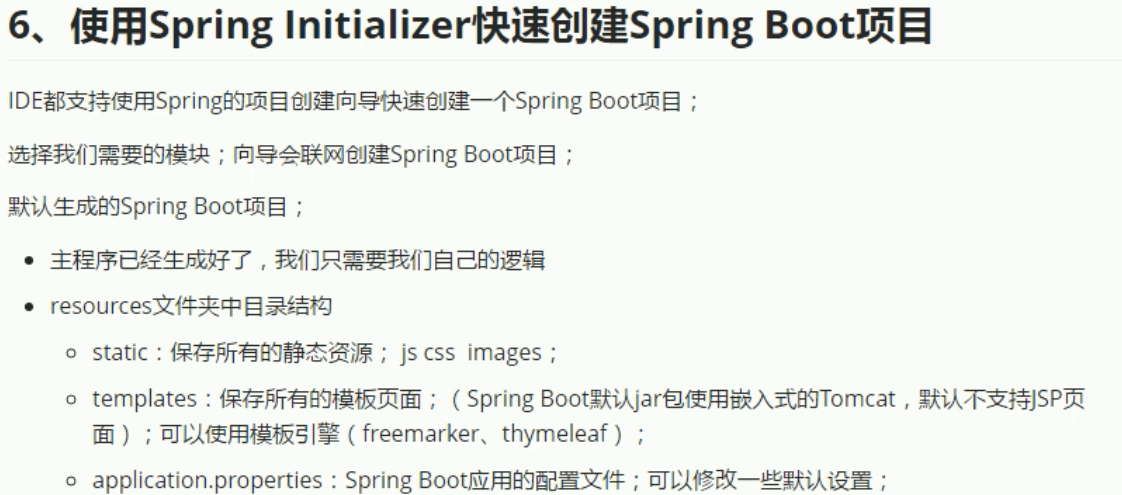 6、使用Spring Initializer快速创建Spring Boot项目
IDE都支持使用Spring的项目创建向导快速创建一个Spring Boot项目；
选择我们需要的模块；向导会联网创建Spring Boot项目；
默认生成的Spring Boot项目；
主程序已经生成好了，我们只需要我们自己的逻辑
resources文件夹中目录结构
static：保存所有的静态资源； js css images；
templates：保存所有的模板页面；（Spring Boot默认jar包使用嵌入式的Tomcat，默认不支持JSP页
面）；可以使用模板引擎（freemarker、thymeleaf）；
application.properties：Spring Boot应用的配置文件；可以修改一些默认设置；